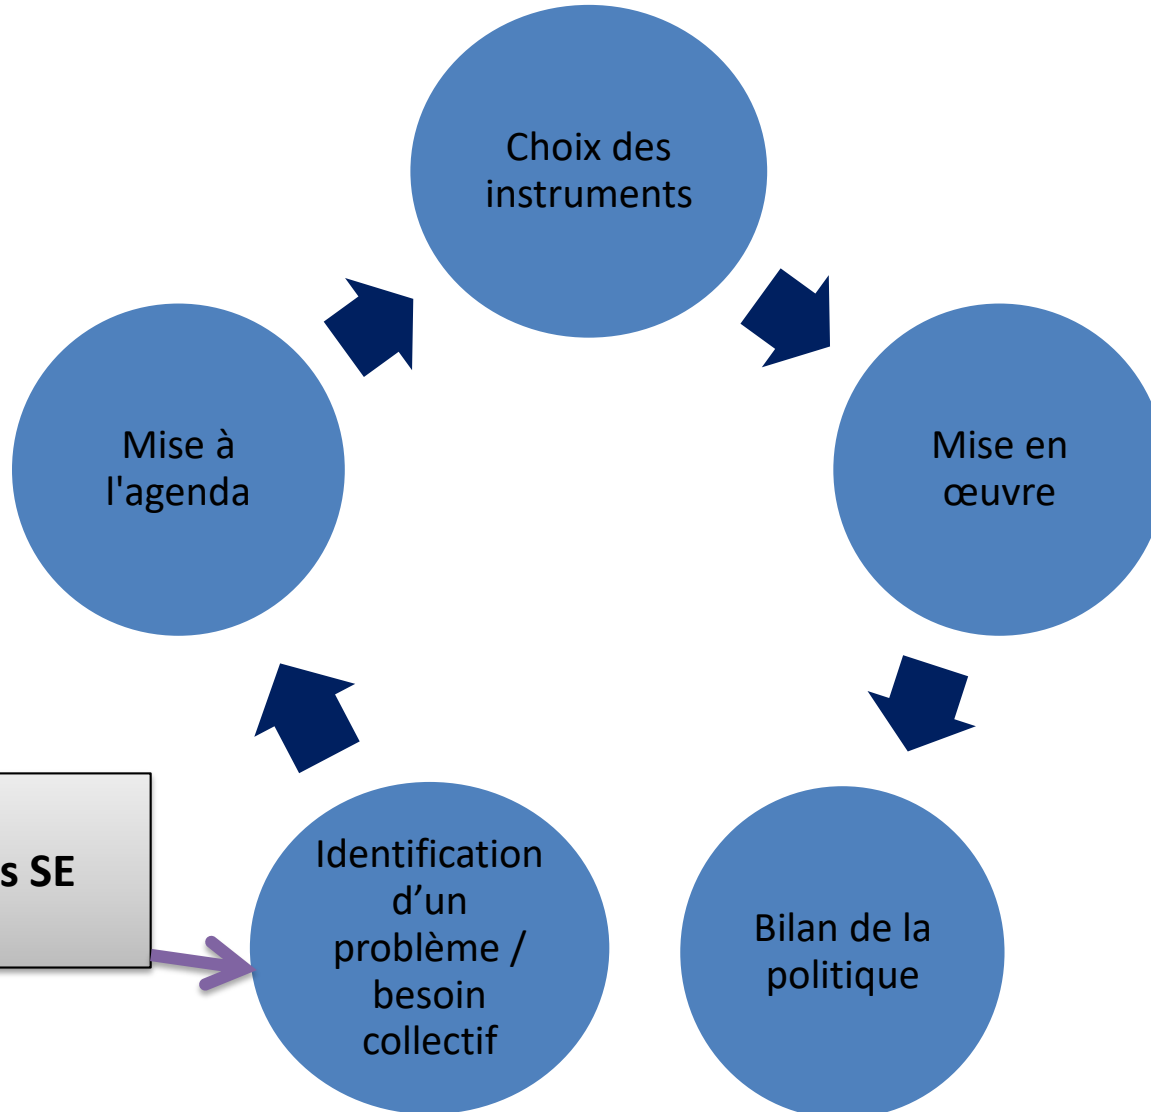 Choix des
instruments
Mise à
l'agenda
Mise en
œuvre
s SE
Identification
d’un
problème /
besoin
collectif
Bilan de la
politique